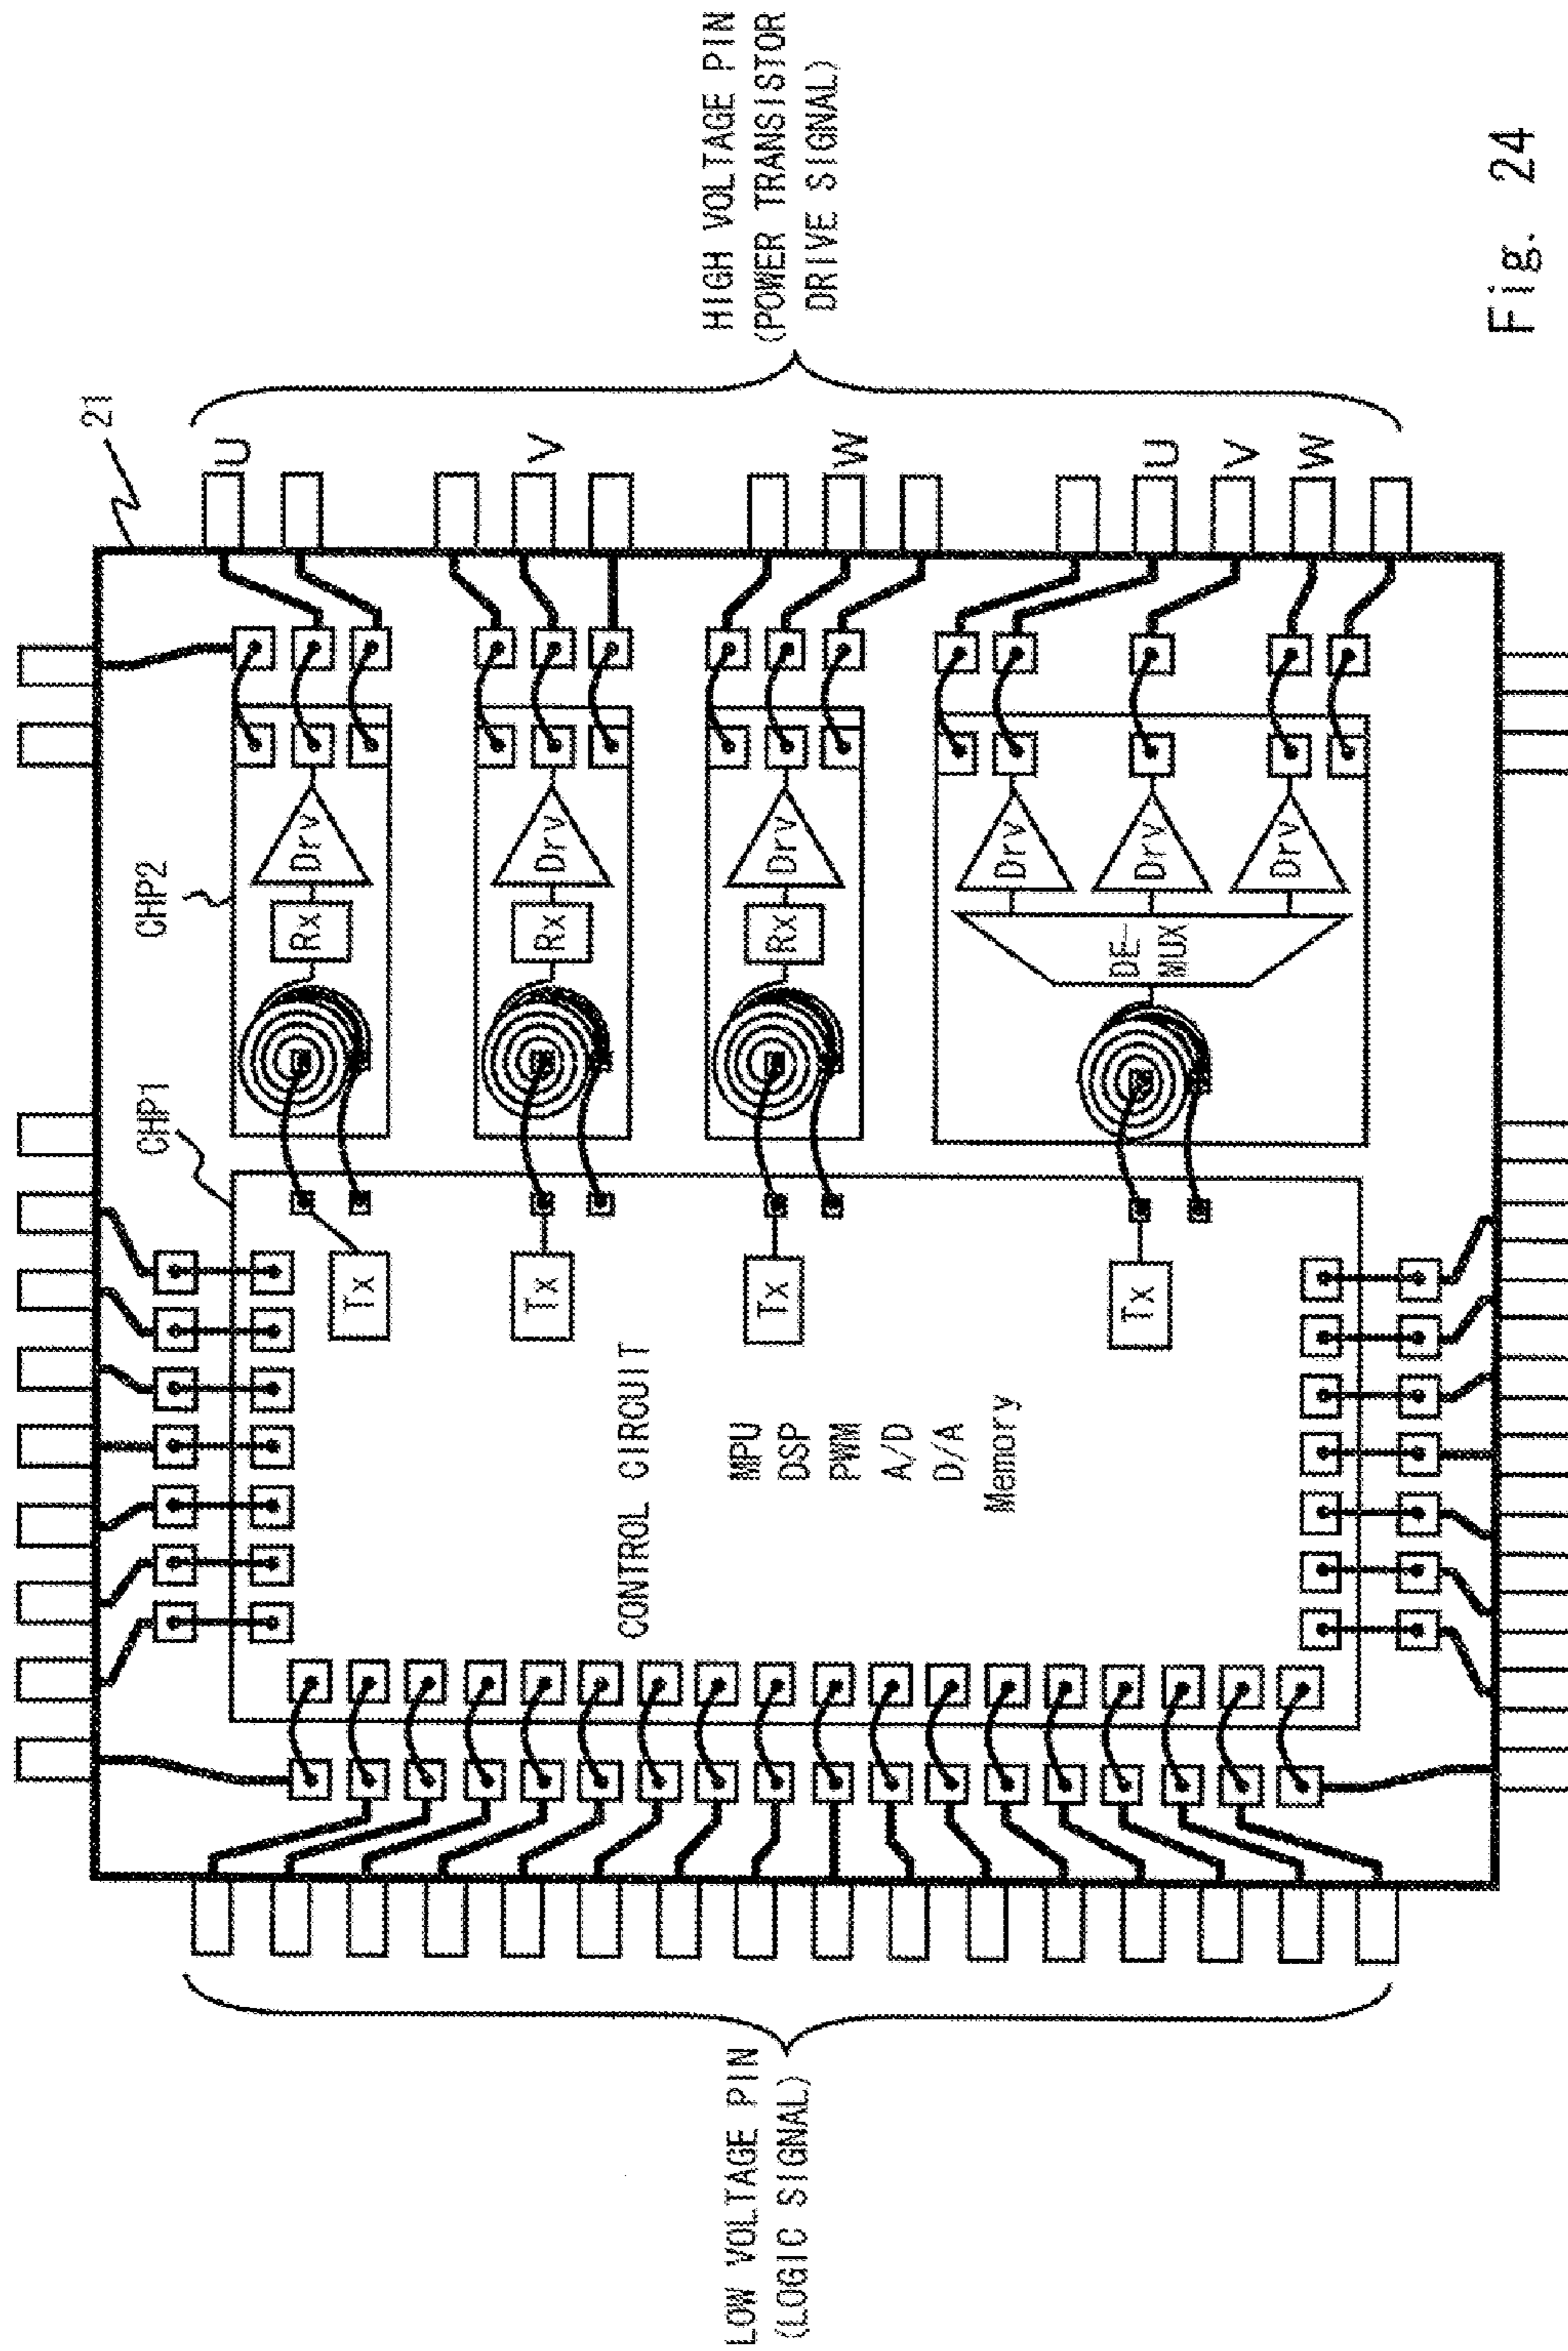 LOW VOLTAGE PIN
(LOGIC SIGNAL)
CONTROL CIRCUIT
MPU
DSP
PWM
A/D
D/A
Memory
CHP1
Tx
Tx
Tx
Tx
CHP2
Rx
Drv
Rx
Drv
Rx
Drv
DE-
MUX
Drv
Drv
Drv
21
U
V
W
U
V
W
HIGH VOLTAGE PIN
(POWER TRANSISTOR
DRIVE SIGNAL)
Fig. 24